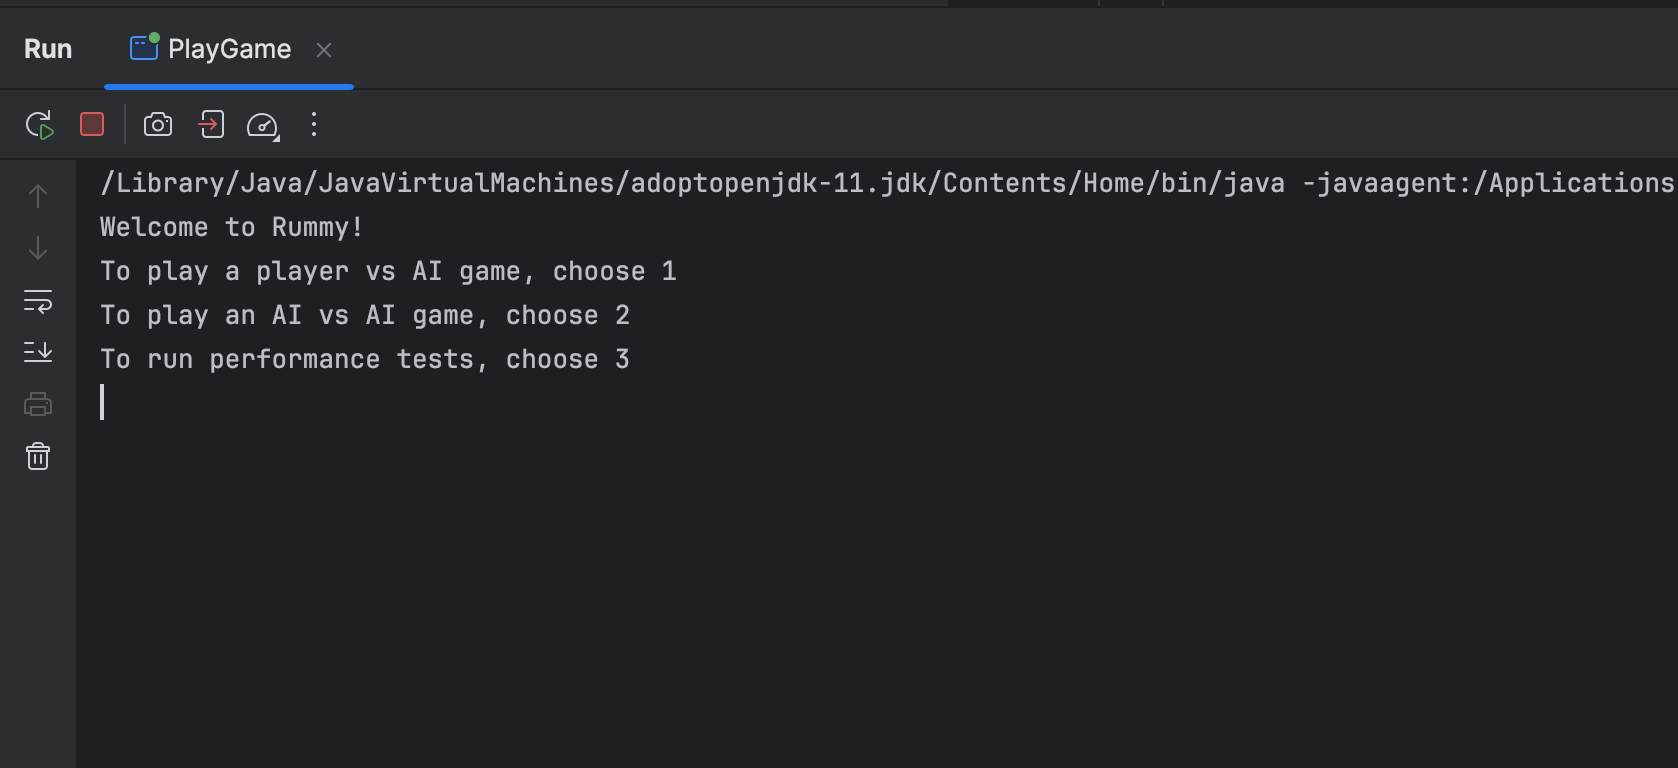 Run PlayGame
/Library/Java/JavaVirtualMachines/adoptopenjdk-11.jdk/Contents/Home/bin/java -javaagent:/Applications
Welcome to Rummy!
To play a player vs AI game, choose 1
To play an AI vs AI game, choose 2
To run performance tests, choose 3